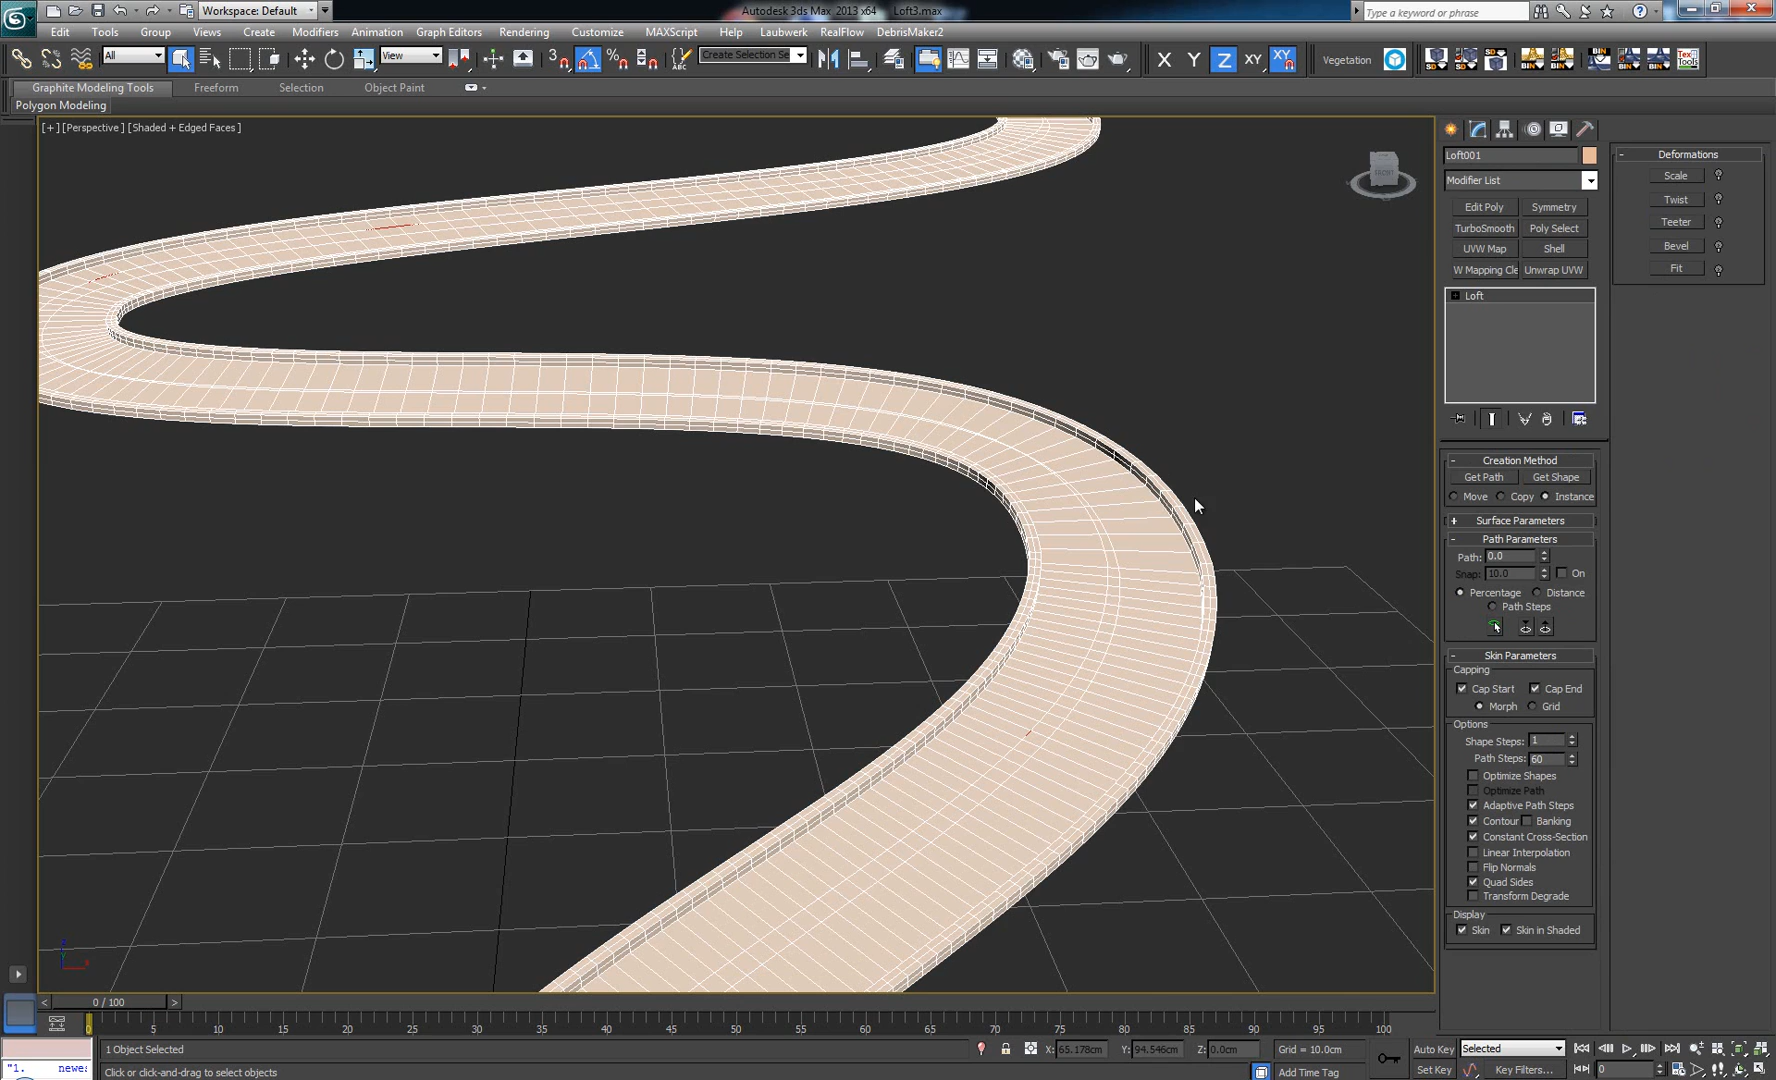 Workspace: Default
Autodesk 3ds Max 2013 x64    Loft3.max
Type a keyword or phrase
Edit Tools Group Views Create Modifiers Animation Graph Editors Rendering Customize MAXScript Help Laubwerk RealFlow DebrisMaker2
All View 3 % Create Selection Se X Y Z XY XY Vegetation
Graphite Modeling Tools Freeform Selection Object Paint
Polygon Modeling
[+] [Perspective] [Shaded + Edged Faces]
FRONT
Loft001
Modifier List
Edit Poly Symmetry
TurboSmooth Poly Select
UVW Map Shell
W Mapping Cle Unwrap UVW
Loft
Creation Method
Get Path Get Shape
Move Copy Instance
Surface Parameters
Path Parameters
Path: 0.0
Snap: 10.0 On
Percentage Distance
Path Steps
Skin Parameters
Capping
Cap Start Cap End
Morph Grid
Options
Shape Steps: 1
Path Steps: 60
Optimize Shapes
Optimize Path
Adaptive Path Steps
Contour Banking
Constant Cross-Section
Linear Interpolation
Flip Normals
Quad Sides
Transform Degrade
Display
Skin Skin in Shaded
Deformations
Scale
Twist
Teeter
Bevel
Fit
0 / 100
0 5 10 15 20 25 30 35 40 45 50 55 60 65 70 75 80 85 90 95 100
1 Object Selected X: 65.178cm Y: 94.546cm Z: 0.0cm Grid = 10.0cm Auto Key Selected
Click or click-and-drag to select objects Add Time Tag Set Key Key Filters... 0